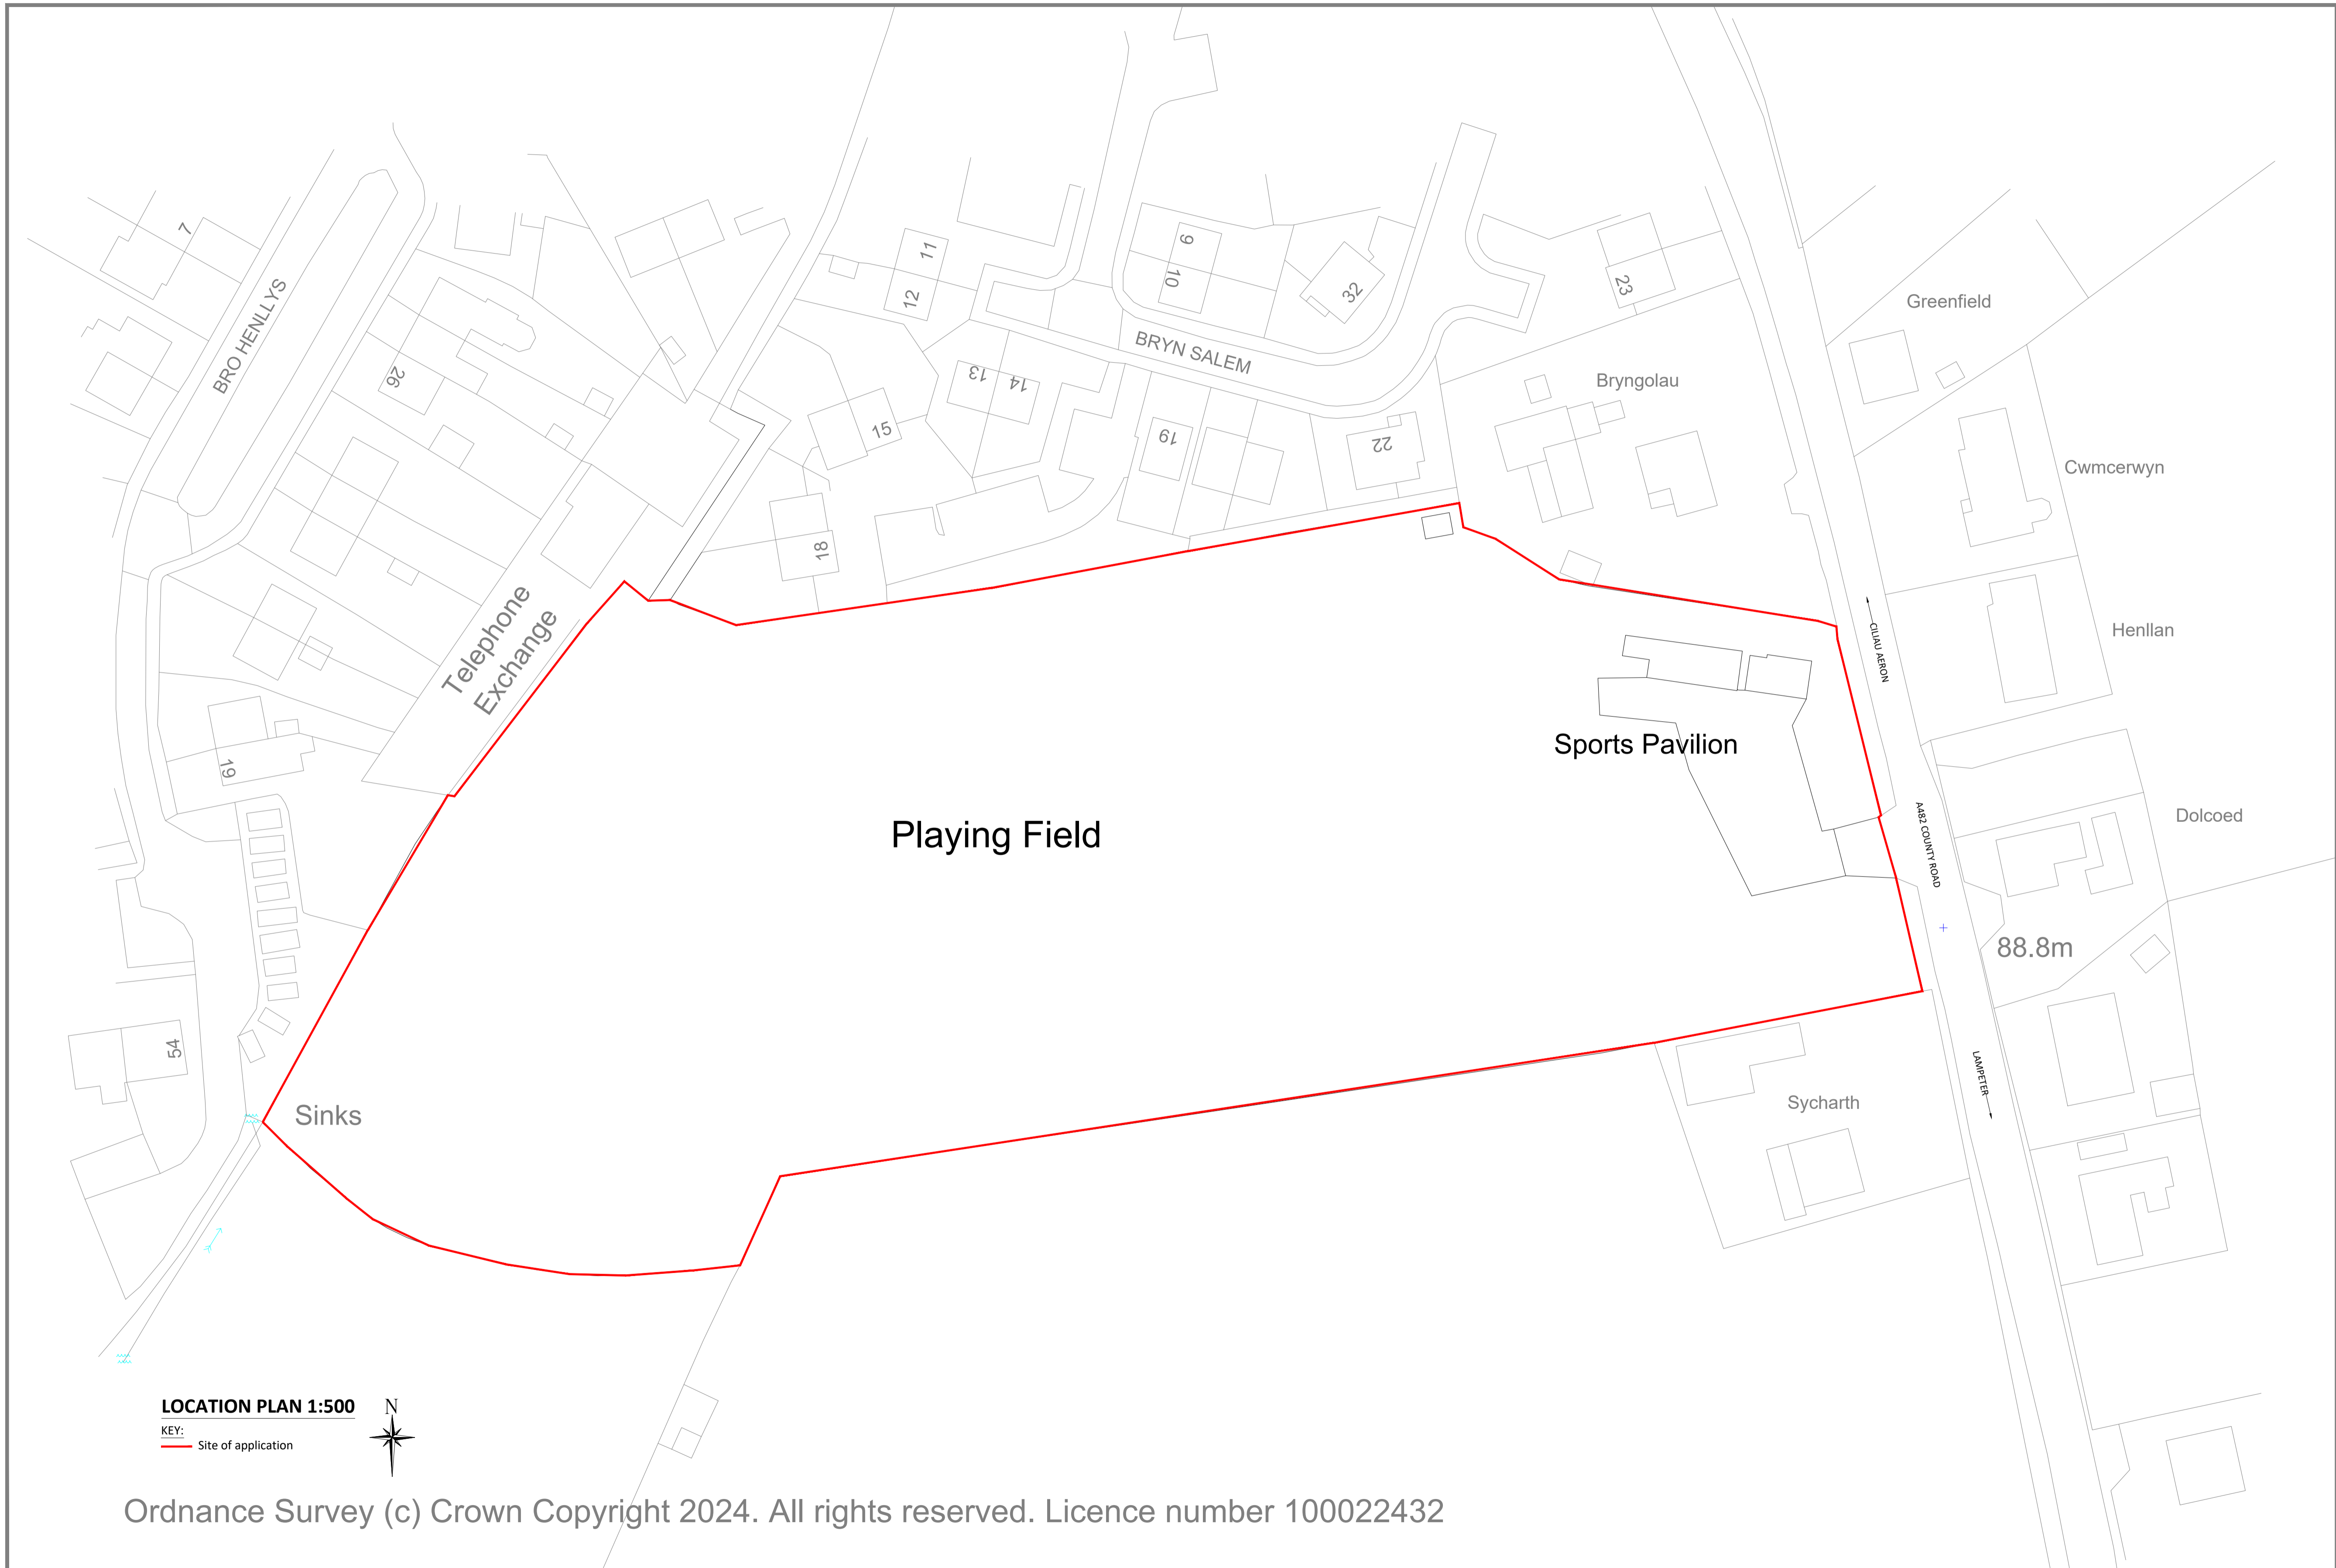 7
11
9
12
10
32
23
Greenfield
BRO HENLLYS
BRYN SALEM
Bryngolau
26
13
14
15
19
22
Cwmcerwyn
18
Telephone
Exchange
CILIAU AERON
Henllan
Sports Pavilion
19
Playing Field
A482 COUNTY ROAD
Dolcoed
88.8m
54
Sinks
LAMPETER
Sycharth
LOCATION PLAN 1:500
N
KEY:
Site of application
Ordnance Survey (c) Crown Copyright 2024. All rights reserved. Licence number 100022432